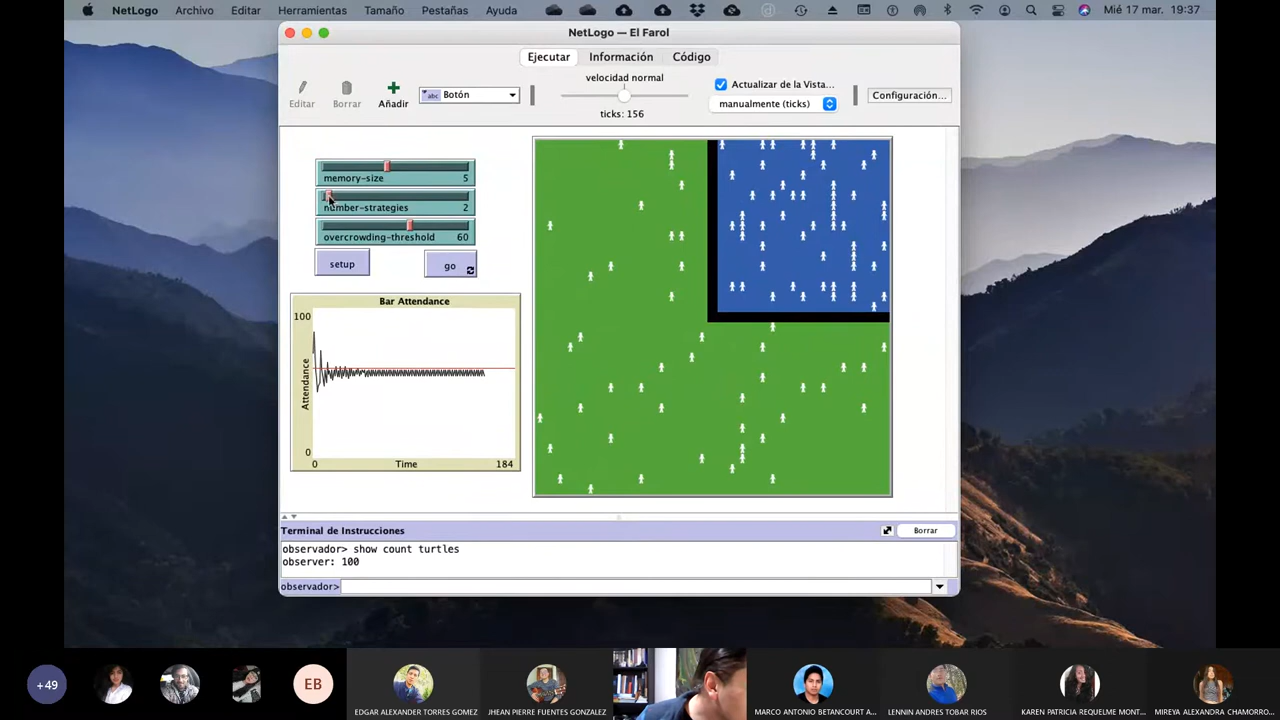 NetLogo Archivo Editar Herramientas Tamaño Pestañas Ayuda Mié 17 mar. 19:37
NetLogo — El Farol
Ejecutar Información Código
Editar Borrar Añadir abc Botón
velocidad normal
ticks: 156
Actualizar de la Vista...
manualmente (ticks)
Configuración...
memory-size 5
number-strategies 2
overcrowding-threshold 60
setup go
Bar Attendance
100
Attendance
0
0 Time 184
Terminal de Instrucciones Borrar
observador> show count turtles
observer: 100
observador>
+49 EB
EDGAR ALEXANDER TORRES GOMEZ
JHEAN PIERRE FUENTES GONZALEZ
MARCO ANTONIO BETANCOURT A...
LENNIN ANDRES TOBAR RIOS
KAREN PATRICIA REQUELME MONT...
MIREYA ALEXANDRA CHAMORRO...